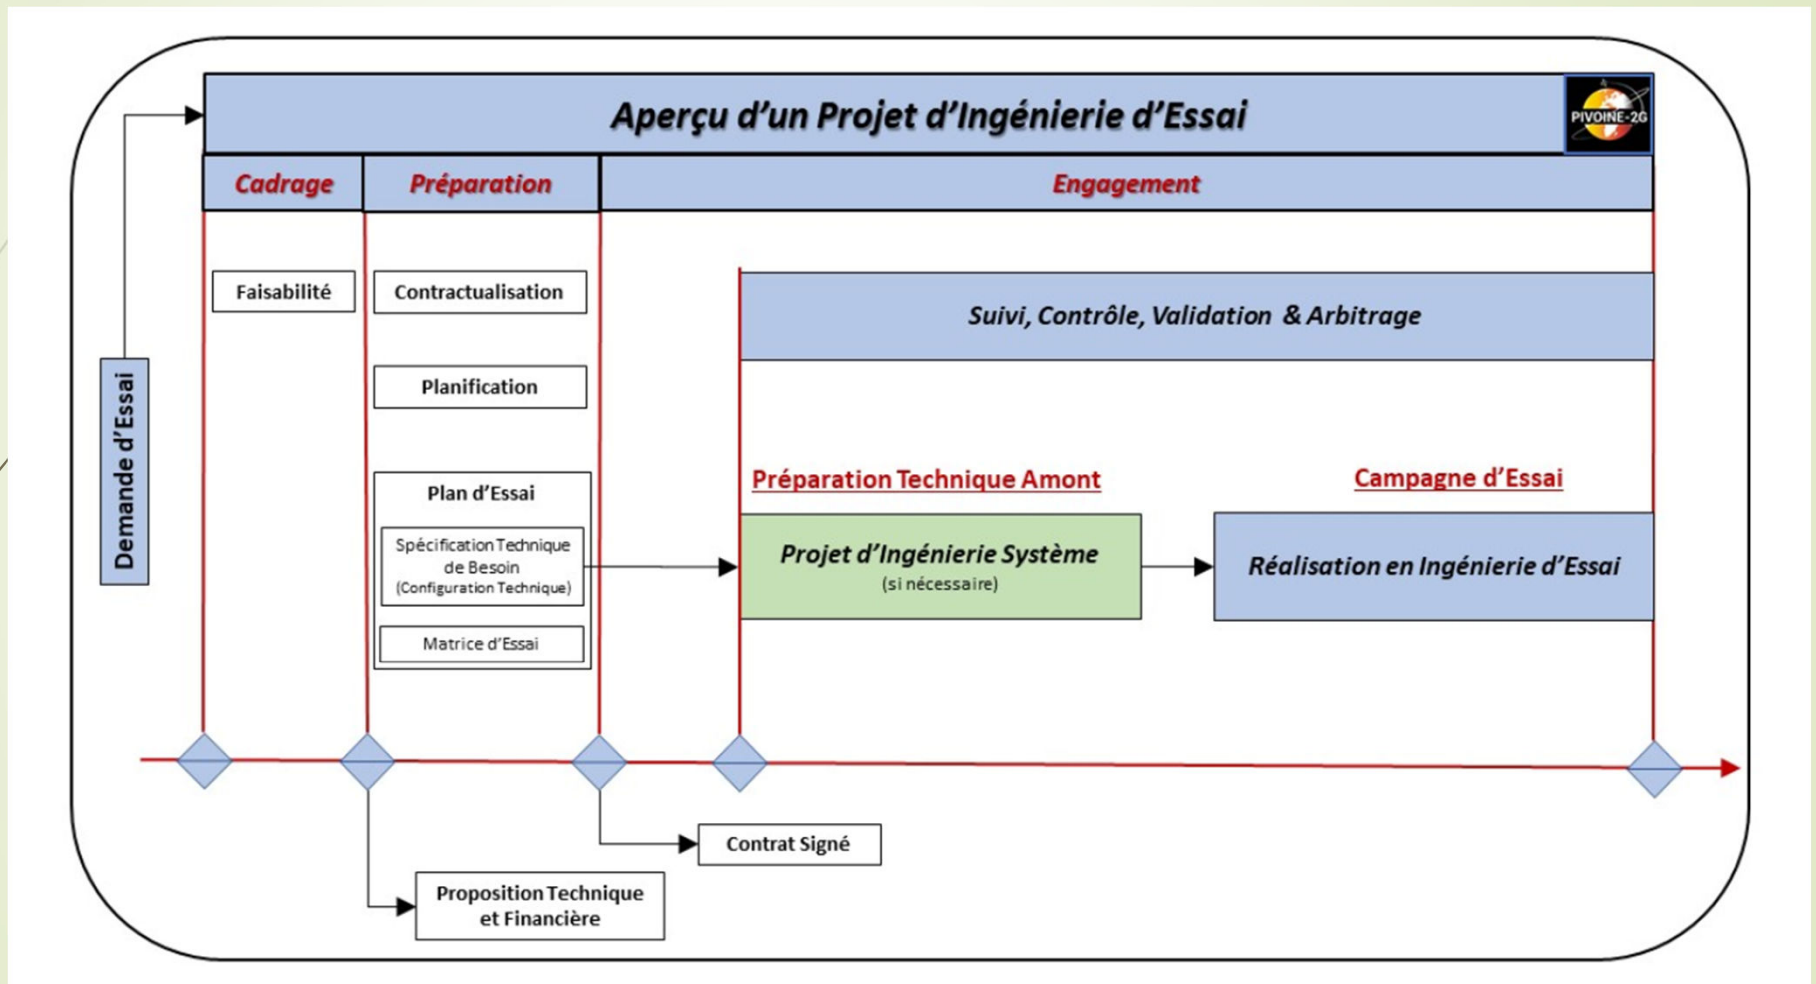 Aperçu d'un Projet d'Ingénierie d'Essai
PIVOINE-2G
Cadrage
Préparation
Engagement
Faisabilité
Contractualisation
Suivi, Contrôle, Validation & Arbitrage
Demande d'Essai
Planification
Plan d'Essai
Spécification Technique
de Besoin
(Configuration Technique)
Matrice d'Essai
Préparation Technique Amont
Projet d'Ingénierie Système
(si nécessaire)
Campagne d'Essai
Réalisation en Ingénierie d'Essai
Contrat Signé
Proposition Technique
et Financière